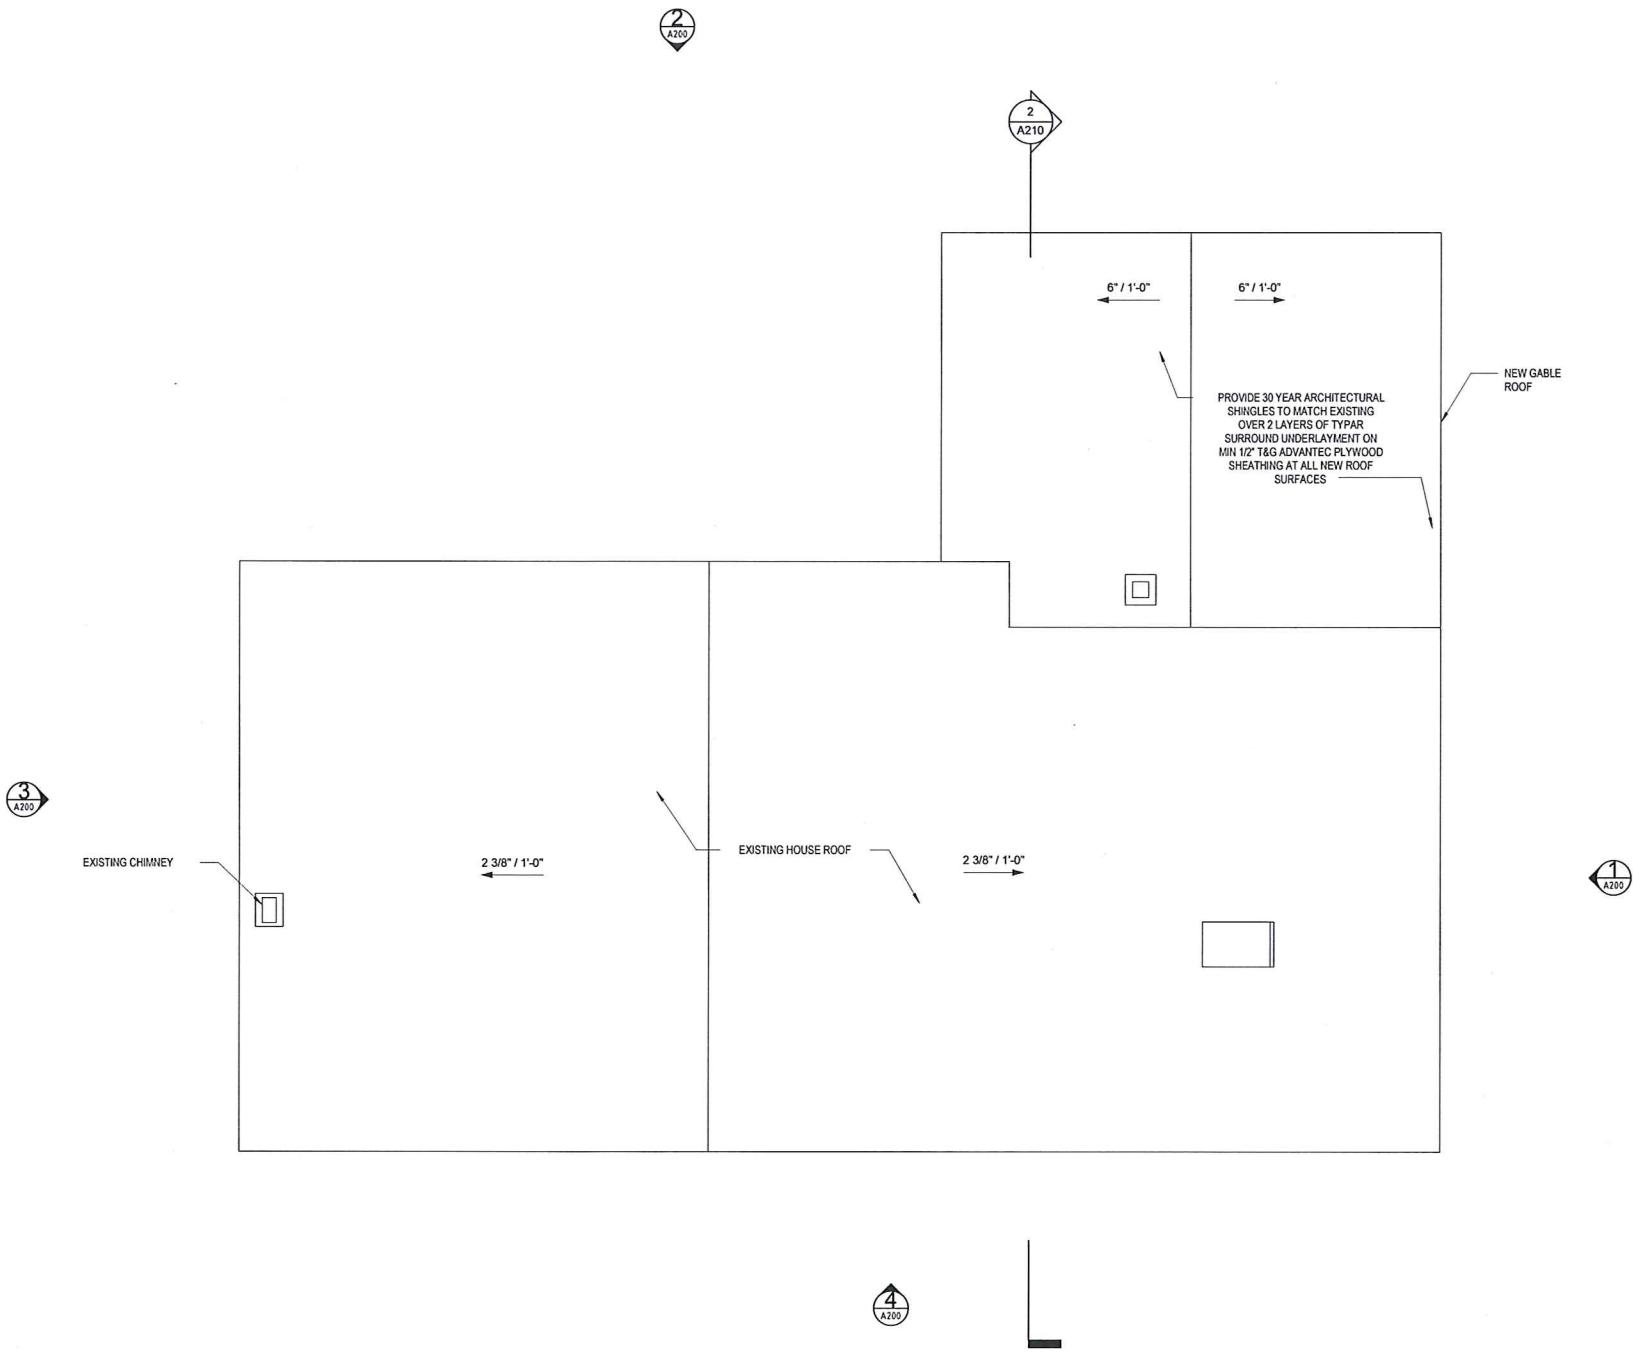 2
A200
2
A210
6" / 1'-0"
6" / 1'-0"
NEW GABLE
ROOF
PROVIDE 30 YEAR ARCHITECTURAL
SHINGLES TO MATCH EXISTING
OVER 2 LAYERS OF TYPAR
SURROUND UNDERLAYMENT ON
MIN 1/2" T&G ADVANTEC PLYWOOD
SHEATHING AT ALL NEW ROOF
SURFACES
3
A200
EXISTING CHIMNEY
2 3/8" / 1'-0"
EXISTING HOUSE ROOF
2 3/8" / 1'-0"
1
A200
4
A200